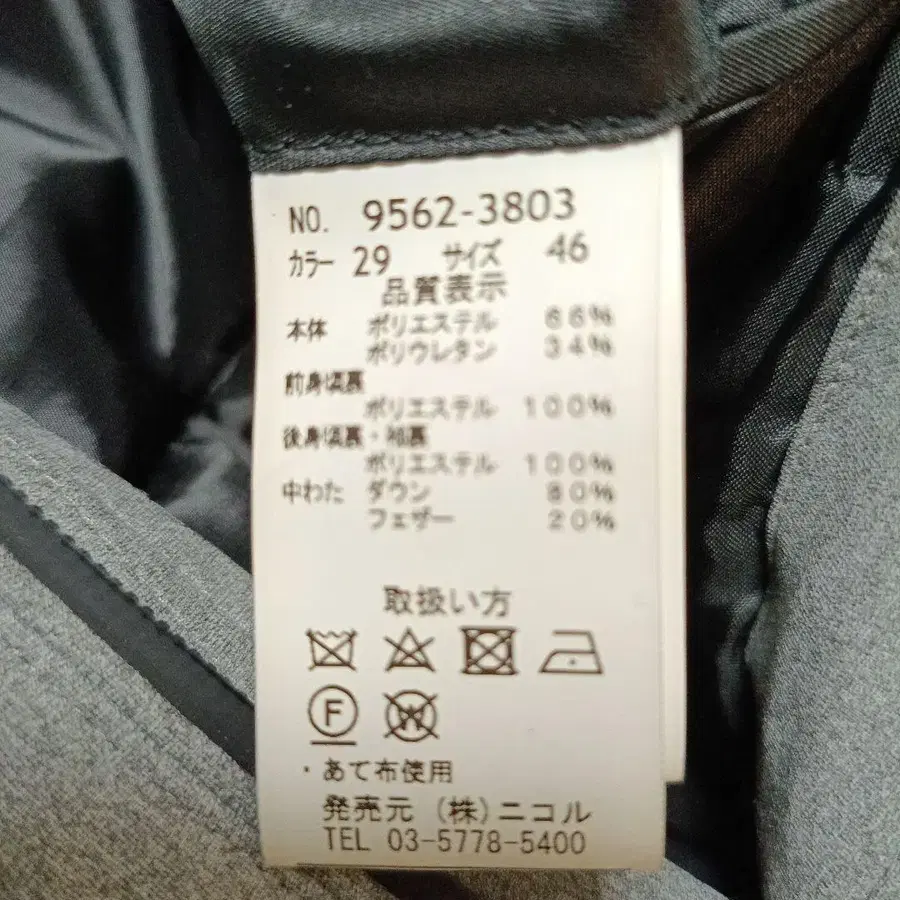 NO. 9562-3803
カラー 29 サイズ 46
品質表示
本体 ポリエステル 66%
ポリウレタン 34%
前身頃裏
ポリエステル 100%
後身頃裏・袖裏
ポリエステル 100%
中わた ダウン 80%
フェザー 20%
取扱い方
F W
・あて布使用
発売元 (株)ニコル
TEL 03-5778-5400